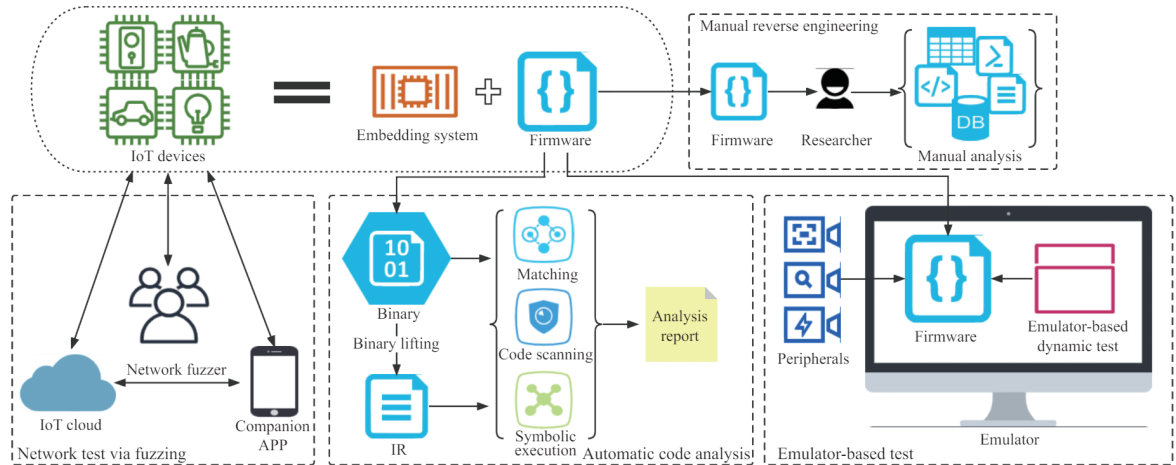 IoT devices
Embedding system
Firmware
Manual reverse engineering
Firmware
Researcher
DB
Manual analysis
Network fuzzer
IoT cloud
Companion
APP
Network test via fuzzing
10
01
Binary
Binary lifting
IR
Matching
Code scanning
Symbolic
execution
Analysis
report
Automatic code analysis
Peripherals
Firmware
Emulator-based
dynamic test
Emulator
Emulator-based test